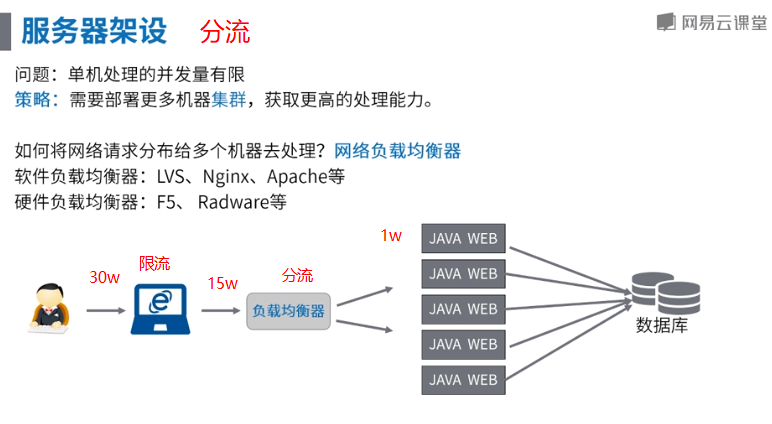 服务器架设 分流
网易云课堂
问题：单机处理的并发量有限
策略：需要部署更多机器集群，获取更高的处理能力。
如何将网络请求分布给多个机器去处理？网络负载均衡器
软件负载均衡器：LVS、Nginx、Apache等
硬件负载均衡器：F5、 Radware等
30w
限流
15w
分流
负载均衡器
1w
JAVA WEB
JAVA WEB
JAVA WEB
JAVA WEB
JAVA WEB
数据库